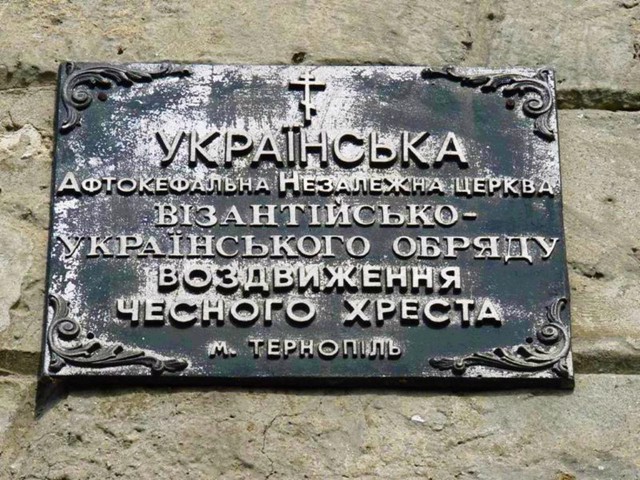 УКРАЇНСЬКА
АФТОКЕФАЛЬНА НЕЗАЛЕЖНА ЦЕРКВА
ВІЗАНТІЙСЬКО-
УКРАЇНСЬКОГО ОБРЯДУ
ВОЗДВИЖЕННЯ
ЧЕСНОГО ХРЕСТА
М. ТЕРНОПІЛЬ